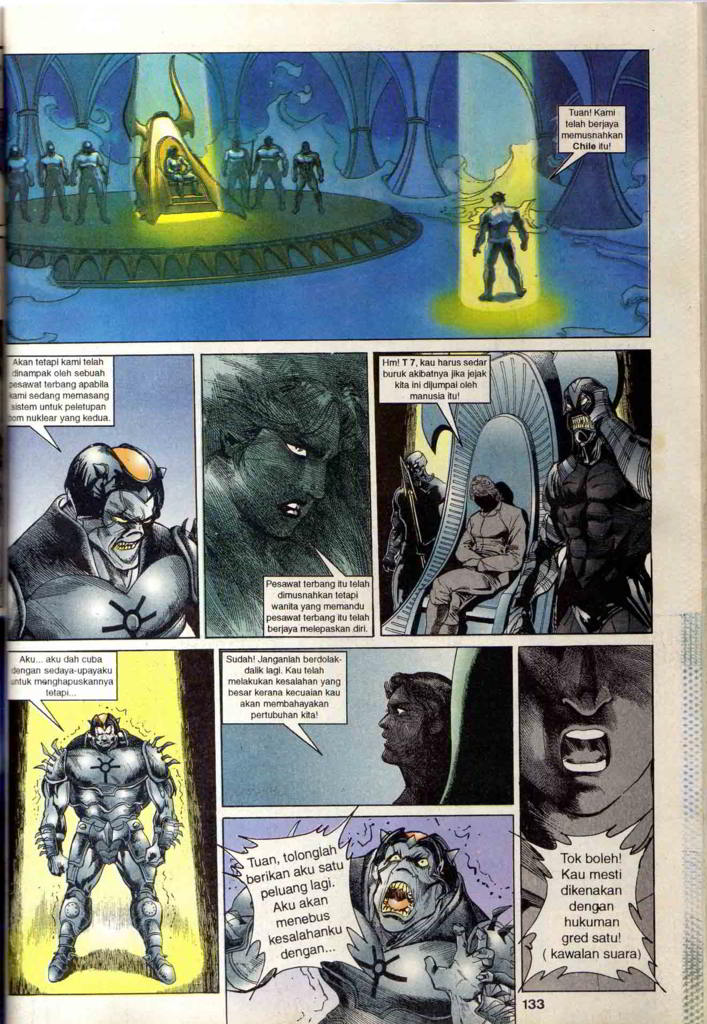 Tuan! Kami
telah berjaya
memusnahkan
Chile itu!
Akan tetapi kami telah
dinampak oleh sebuah
pesawat terbang apabila
kami sedang memasang
sistem untuk peletupan
bom nuklear yang kedua.
Pesawat terbang itu telah
dimusnahkan tetapi
wanita yang memandu
pesawat terbang itu telah
berjaya melepaskan diri.
Hm! T 7, kau harus sedar
buruk akibatnya jika jejak
kita ini dijumpai oleh
manusia itu!
Aku... aku dah cuba
dengan sedaya-upayaku
untuk menghapuskannya
tetapi...
Sudah! Janganlah berdolak-
dalik lagi. Kau telah
melakukan kesalahan yang
besar kerana kecuaian kau
akan membahayakan
pertubuhan kita!
Tuan, tolonglah
berikan aku satu
peluang lagi.
Aku akan
menebus
kesalahanku
dengan...
Tok boleh!
Kau mesti
dikenakan
dengan
hukuman
gred satu!
( kawalan suara)
133